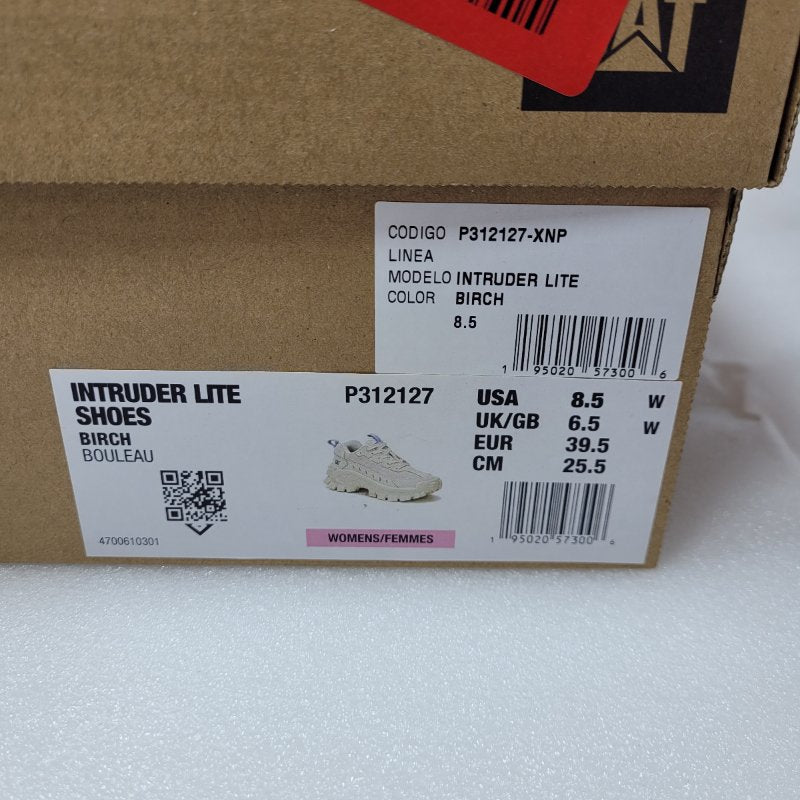 CAT
CODIGO P312127-XNP
LINEA
MODELO INTRUDER LITE
COLOR BIRCH
8.5
1 95020 57300 6
INTRUDER LITE
SHOES
BIRCH
BOULEAU
4700610301
P312127
WOMENS/FEMMES
USA 8.5 W
UK/GB 6.5 W
EUR 39.5
CM 25.5
1 95020 57300 6